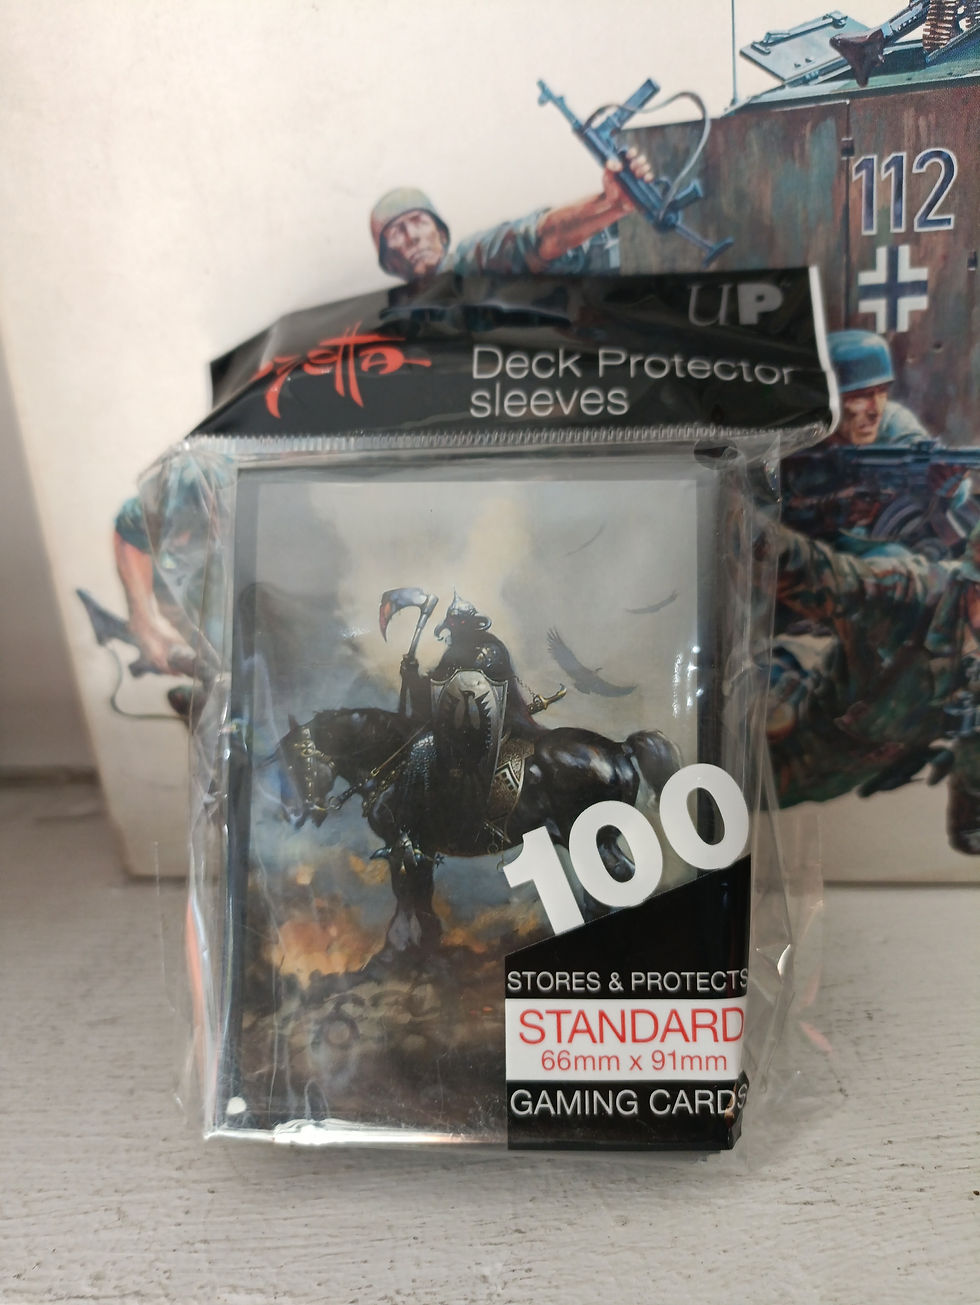 112
UP
Deck Protector
sleeves
100
STORES & PROTECTS
STANDARD
66mm x 91mm
GAMING CARDS